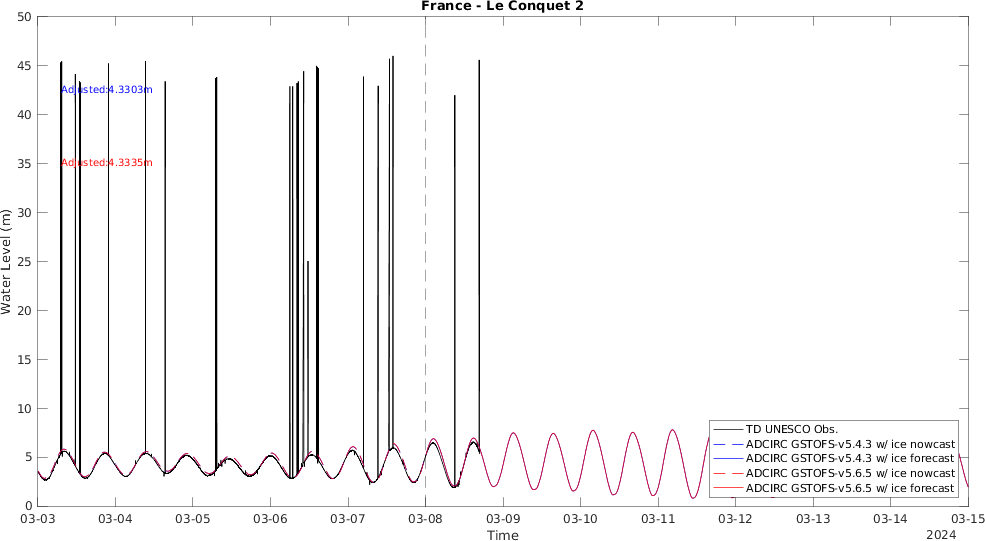 France - Le Conquet 2
50
45
40
35
30
25
20
15
10
5
0
Water Level (m)
Adjusted:4.3303m
Adjusted:4.3335m
TD UNESCO Obs.
ADCIRC GSTOFS-v5.4.3 w/ ice nowcast
ADCIRC GSTOFS-v5.4.3 w/ ice forecast
ADCIRC GSTOFS-v5.6.5 w/ ice nowcast
ADCIRC GSTOFS-v5.6.5 w/ ice forecast
03-03 03-04 03-05 03-06 03-07 03-08 03-09 03-10 03-11 03-12 03-13 03-14 03-15
Time
2024